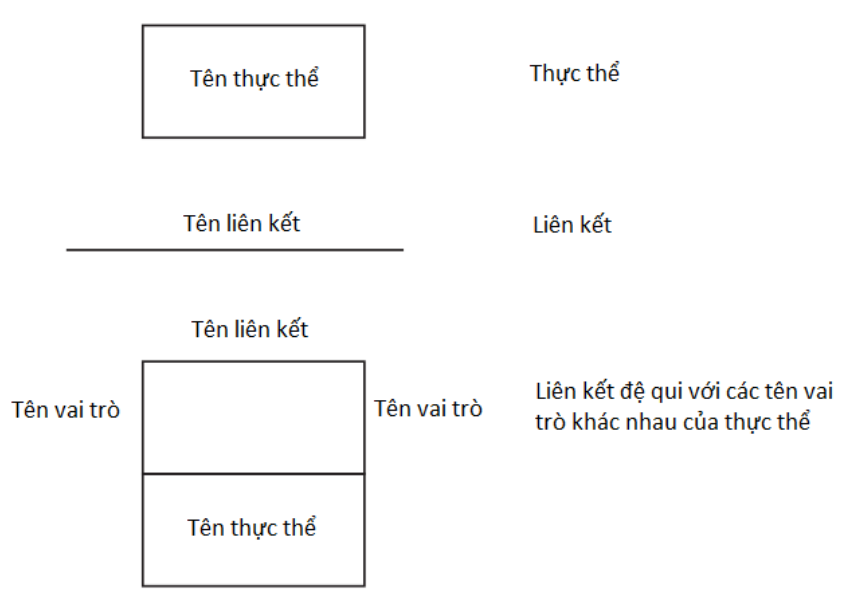 Tên thực thể
Thực thể
Tên liên kết
Liên kết
Tên liên kết
Tên vai trò
Tên vai trò
Liên kết đệ qui với các tên vai
trò khác nhau của thực thể
Tên thực thể